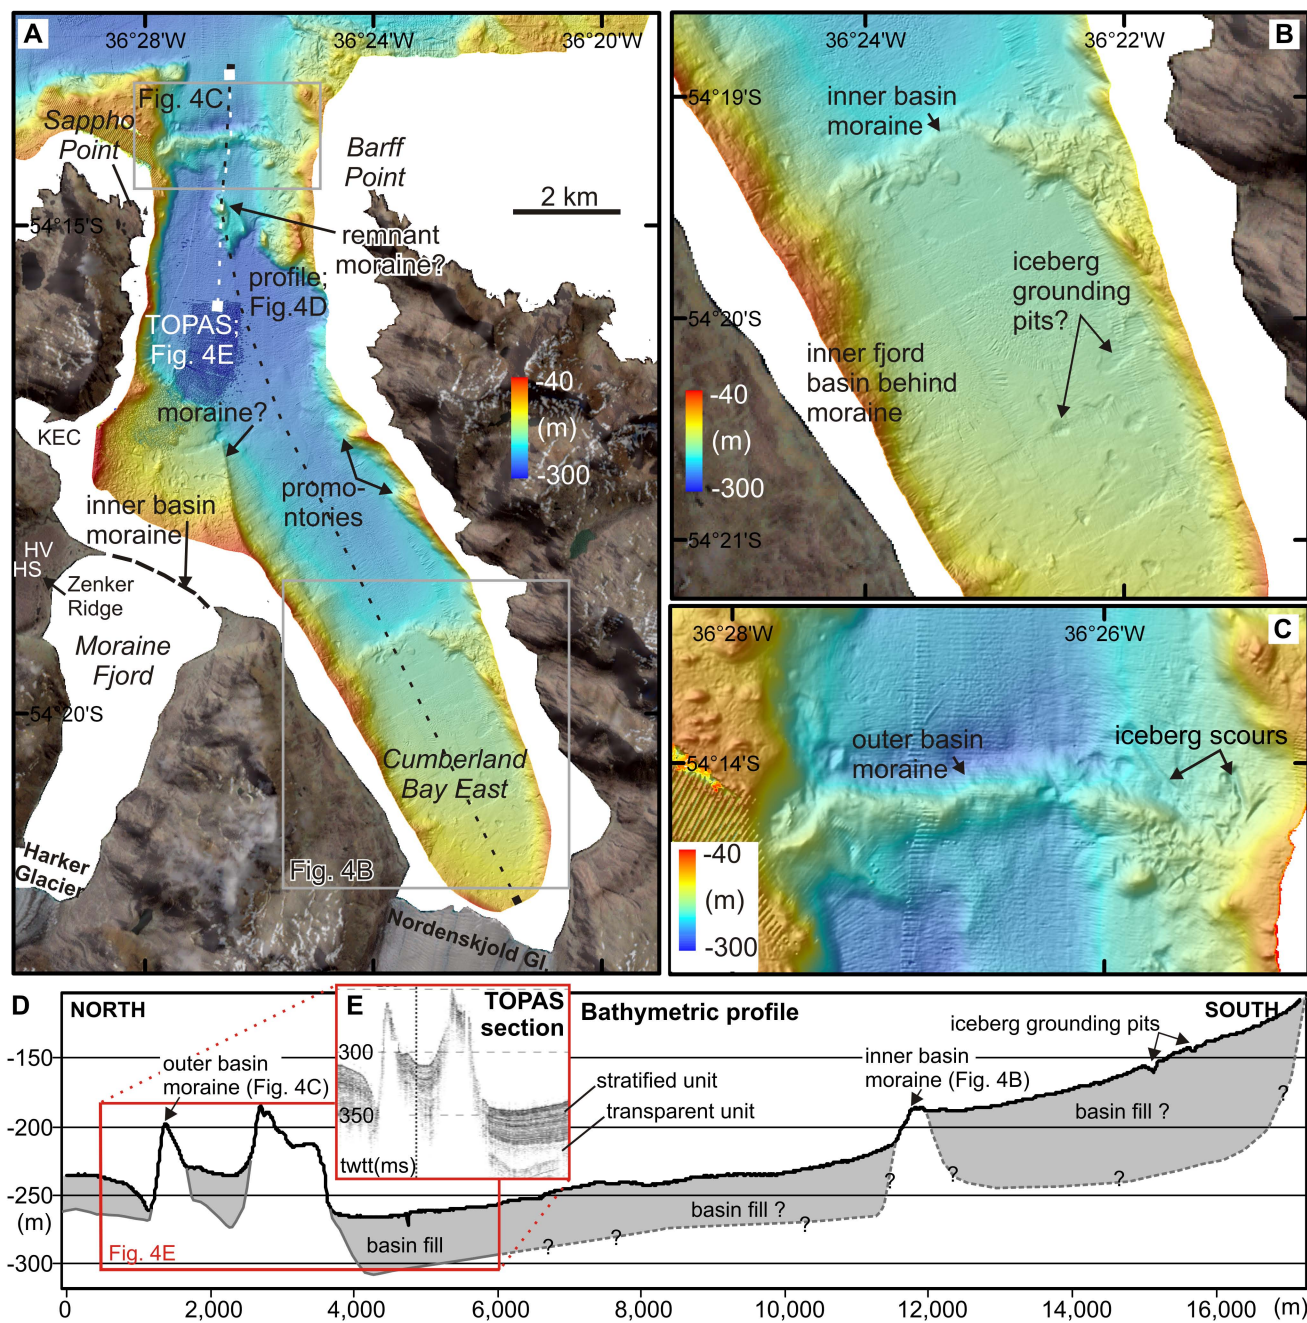 A
36°28'W
36°24'W
36°20'W
Fig. 4C
Sappho
Point
Barff
Point
2 km
54°15'S
remnant
moraine?
profile;
Fig.4D
TOPAS;
Fig. 4E
-40
(m)
-300
moraine?
KEC
promo-
ntories
inner basin
moraine
HV
HS
Zenker
Ridge
Moraine
Fjord
54°20'S
Cumberland
Bay East
Fig. 4B
Harker
Glacier
Nordenskjold Gl.
B
36°24'W
36°22'W
54°19'S
inner basin
moraine
iceberg
grounding
pits?
54°20'S
inner fjord
basin behind
moraine
-40
(m)
-300
54°21'S
C
36°28'W
36°26'W
outer basin
moraine
iceberg scours
54°14'S
-40
(m)
-300
D
NORTH
E
TOPAS
section
300
350
twtt(ms)
Bathymetric profile
SOUTH
iceberg grounding pits
outer basin
moraine (Fig. 4C)
inner basin
moraine (Fig. 4B)
stratified unit
transparent unit
-150
-200
-250
(m)
-300
basin fill ?
basin fill ?
basin fill
? ? ? ? ? ? ?
Fig. 4E
0 2,000 4,000 6,000 8,000 10,000 12,000 14,000 16,000 (m)